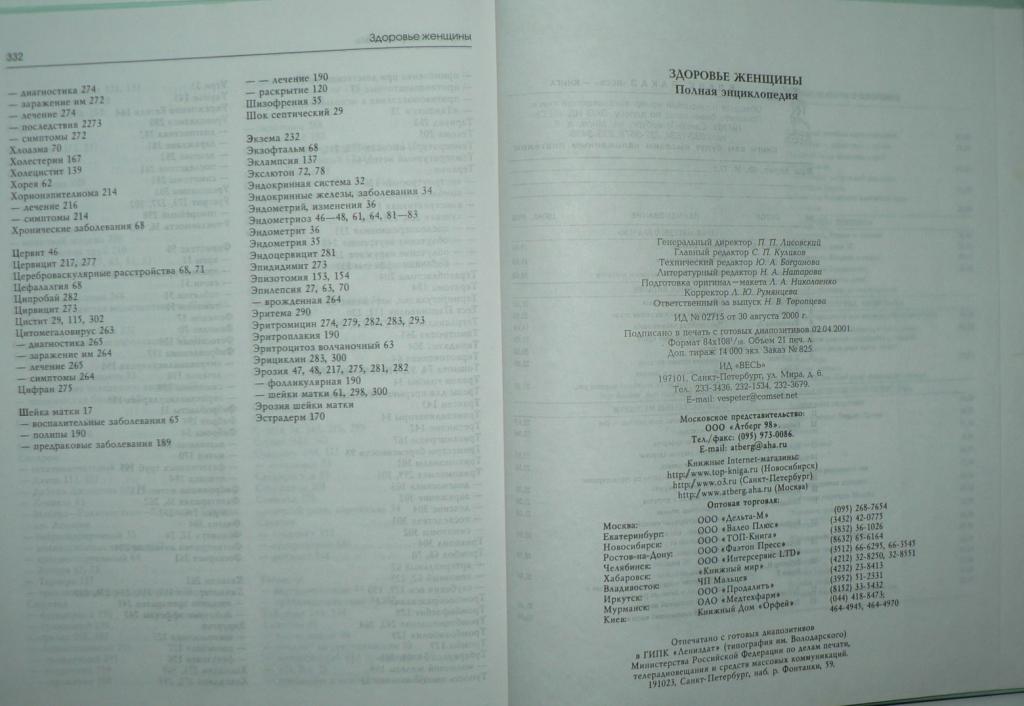 332
Здоровье женщины
— диагностика 274
— заражение им 272
— лечение 274
— последствия 2273
— симптомы 272
Хлоазма 70
Холестерин 167
Холецистит 139
Хорея 62
Хорионэпителиома 214
— лечение 216
— симптомы 214
Хронические заболевания 68
Цервит 46
Цервицит 217, 277
Цереброваскулярные расстройства 68, 71
Цефалалгия 68
Ципробай 282
Цирвицит 273
Цистит 29, 115, 302
Цитомегаловирус 263
— диагностика 265
— заражение им 264
— лечение 265
— симптомы 264
Цифран 275
Шейка матки 17
— воспалительные заболевания 65
— полипы 190
— предраковые заболевания 189
— — лечение 190
— раскрытие 120
Шизофрения 35
Шок септический 29
Экзема 232
Экзофтальм 68
Эклампсия 137
Экслютон 72, 78
Эндокринная система 32
Эндокринные железы, заболевания 34
Эндометрий, изменения 36
Эндометриоз 46—48, 61, 64, 81—83
Эндометрит 36
Эндометрия 35
Эндоцервицит 281
Эпидидимит 273
Эпизотомия 153, 154
Эпилепсия 27, 63, 70
— врожденная 264
Эритема 290
Эритромицин 274, 279, 282, 283, 293
Эритроплакия 190
Эритроцитоз волчаночный 63
Эрициклин 283, 300
Эрозия 47, 48, 217, 275, 281, 282
— фолликулярная 190
— шейки матки 61, 298, 300
Эрозия шейки матки
Эстрадерм 170
ЗДОРОВЬЕ ЖЕНЩИНЫ
Полная энциклопедия
Генеральный директор П. П. Лисовский
Главный редактор С. П. Куликов
Технический редактор Ю. А. Богданова
Литературный редактор Н. А. Натарова
Подготовка оригинал—макета Л. А. Николаенко
Корректор Л. Ю. Румянцева
Ответственный за выпуск Н. В. Торопцева
ИД № 02715 от 30 августа 2000 г.
Подписано в печать с готовых диапозитивов 02.04.2001.
Формат 84х108¹/₁₆. Объем 21 печ. л.
Доп. тираж 14 000 экз. Заказ № 825.
ИД «ВЕСЬ»
197101, Санкт-Петербург, ул. Мира, д. 6.
Тел. 233-3436, 232-1534, 232-3679.
E-mail: vespeter@comset.net
Московское представительство:
ООО «Атберг 98».
Тел./факс: (095) 973-0086.
E-mail: atberg@aha.ru
Книжные Internet-магазины:
http://www.top-kniga.ru (Новосибирск)
http://www.o3.ru (Санкт-Петербург)
http://www.atberg.aha.ru (Москва)
Оптовая торговля:
Москва: ООО «Дельта-М» (095) 268-7654
Екатеринбург: ООО «Валео Плюс» (3432) 42-0775
Новосибирск: ООО «ТОП-Книга» (3832) 36-1026
Ростов-на-Дону: ООО «Фаэтон Пресс» (8632) 65-6164
Челябинск: ООО «Интерсервис LTD» (3512) 66-6295, 66-3545
Хабаровск: «Книжный мир» (4212) 32-8250, 32-8551
Владивосток: ЧП Мальцев (4232) 23-8413
Иркутск: ООО «Продалитъ» (3952) 51-2331
Мурманск: ОАО «Медтехфарм» (8152) 33-5432
Киев: Книжный Дом «Орфей» (044) 418-8473;
464-4945, 464-4970
Отпечатано с готовых диапозитивов
в ГИПК «Лениздат» (типография им. Володарского)
Министерства Российской Федерации по делам печати,
телерадиовещания и средств массовых коммуникаций.
191023, Санкт-Петербург, наб. р. Фонтанки, 59.